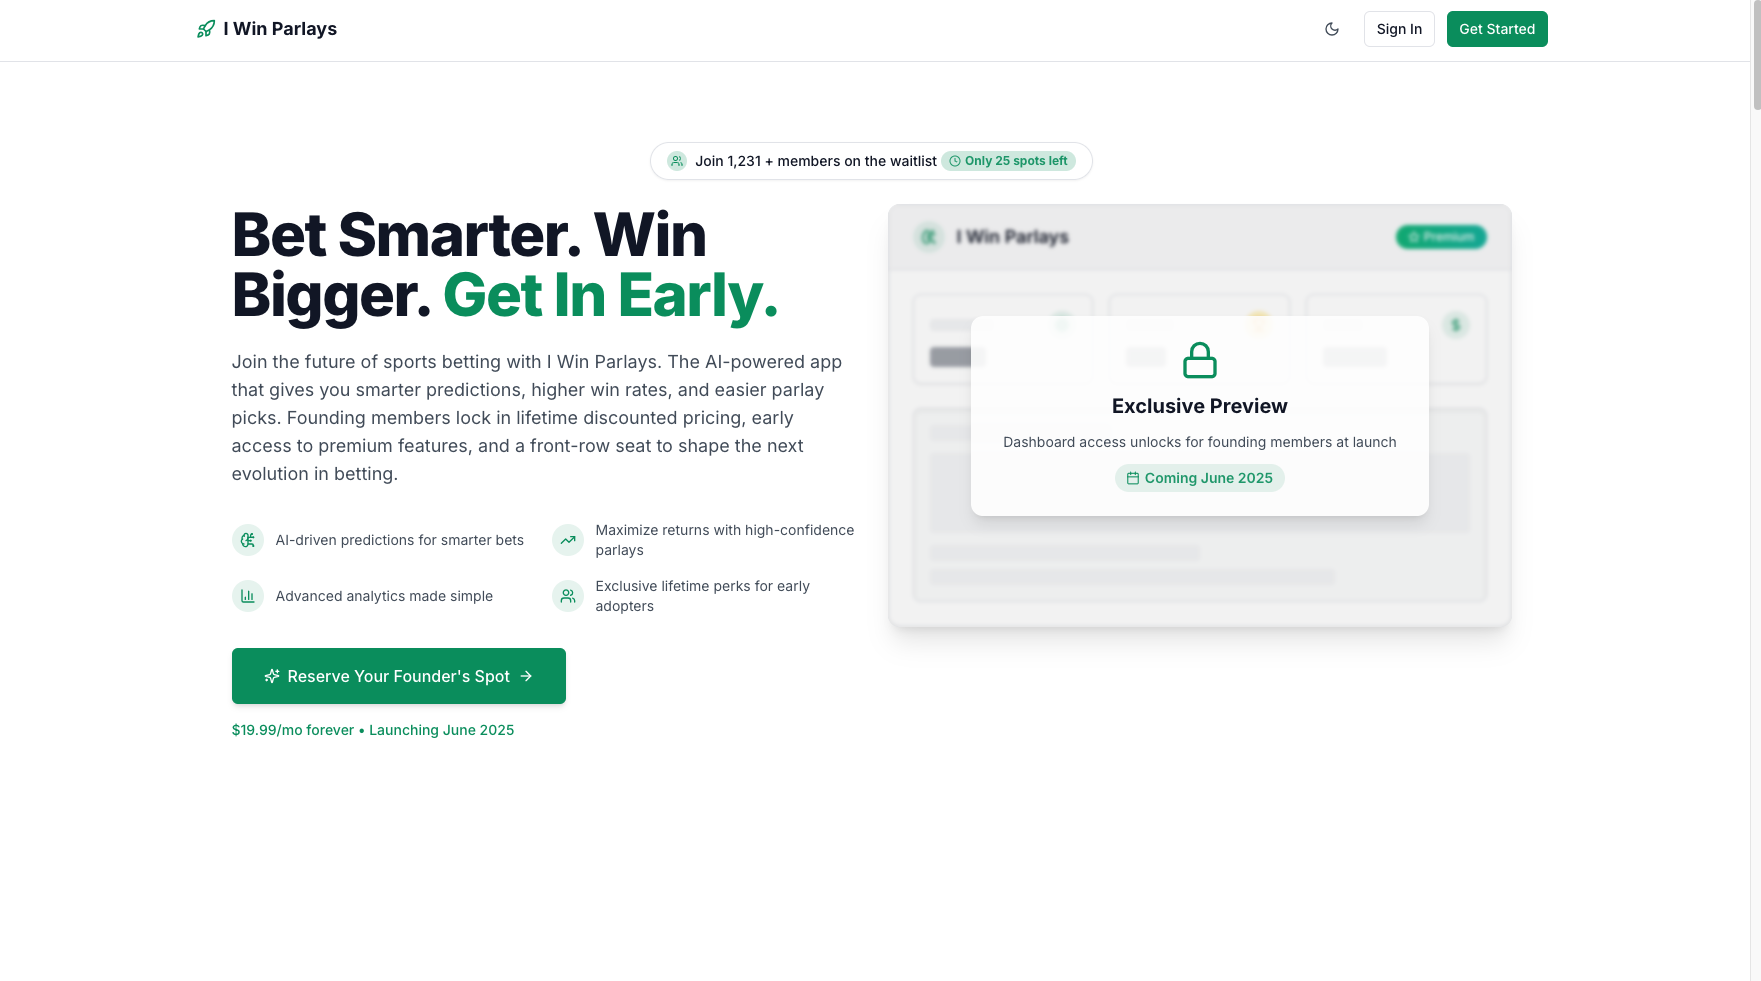 I Win Parlays
Sign In
Get Started
Join 1,231 + members on the waitlist
Only 25 spots left
Bet Smarter. Win
Bigger. Get In Early.
Join the future of sports betting with I Win Parlays. The AI-powered app
that gives you smarter predictions, higher win rates, and easier parlay
picks. Founding members lock in lifetime discounted pricing, early
access to premium features, and a front-row seat to shape the next
evolution in betting.
AI-driven predictions for smarter bets
Maximize returns with high-confidence
parlays
Advanced analytics made simple
Exclusive lifetime perks for early
adopters
Reserve Your Founder's Spot
$19.99/mo forever • Launching June 2025
I Win Parlays
Premium
$
Exclusive Preview
Dashboard access unlocks for founding members at launch
Coming June 2025